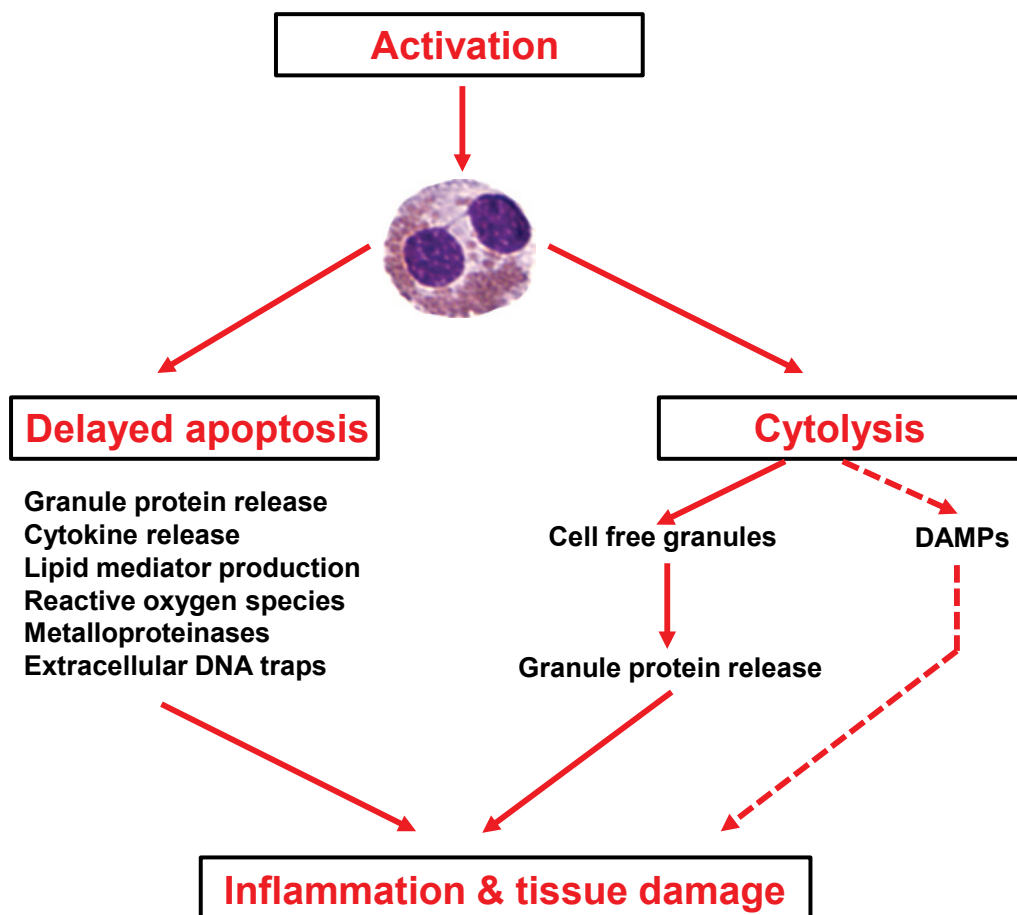 Activation
Delayed apoptosis
Granule protein release
Cytokine release
Lipid mediator production
Reactive oxygen species
Metalloproteinases
Extracellular DNA traps
Cytolysis
Cell free granules
DAMPs
Granule protein release
Inflammation & tissue damage